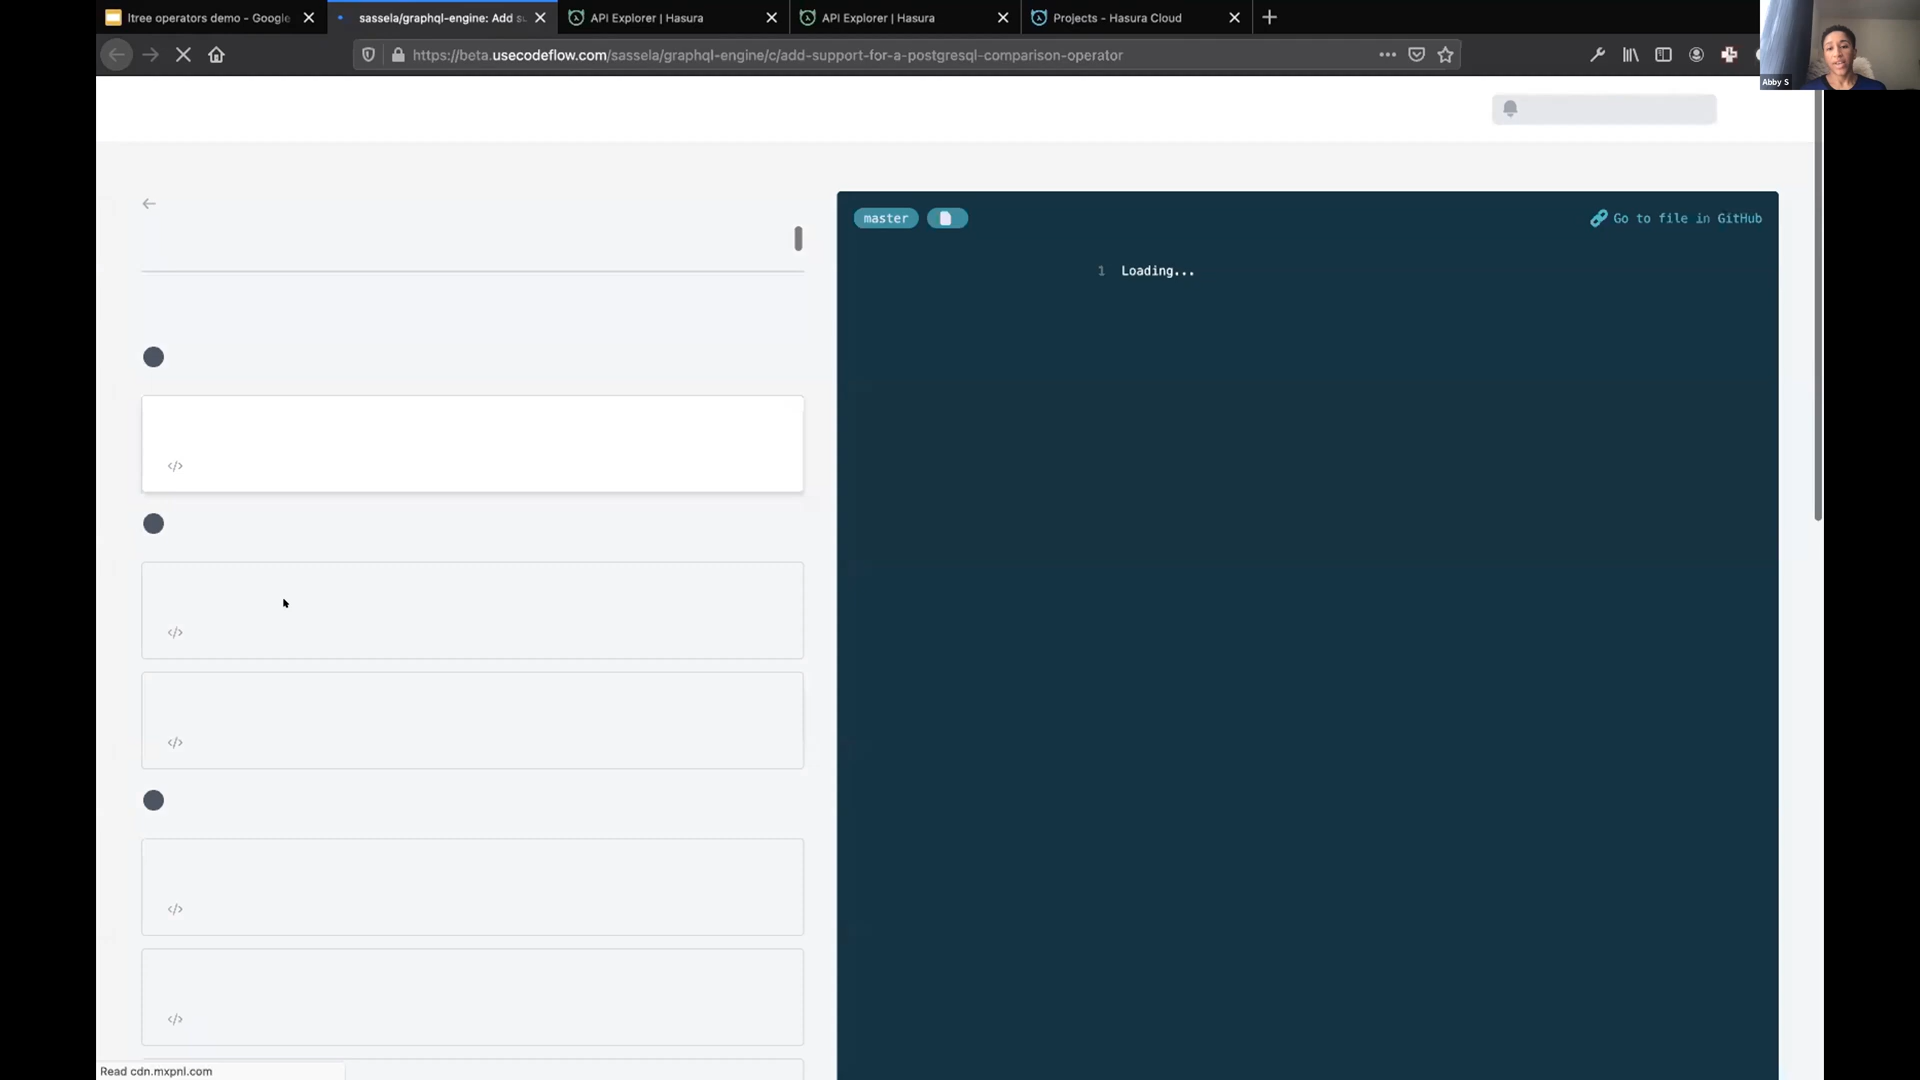 ltree operators demo - Google
sassela/graphql-engine: Add su
API Explorer | Hasura
API Explorer | Hasura
Projects - Hasura Cloud
https://beta.usecodeflow.com/sassela/graphql-engine/c/add-support-for-a-postgresql-comparison-operator
Abby S
master
Go to file in GitHub
1 Loading...
</>
</>
</>
</>
</>
Read cdn.mxpnl.com